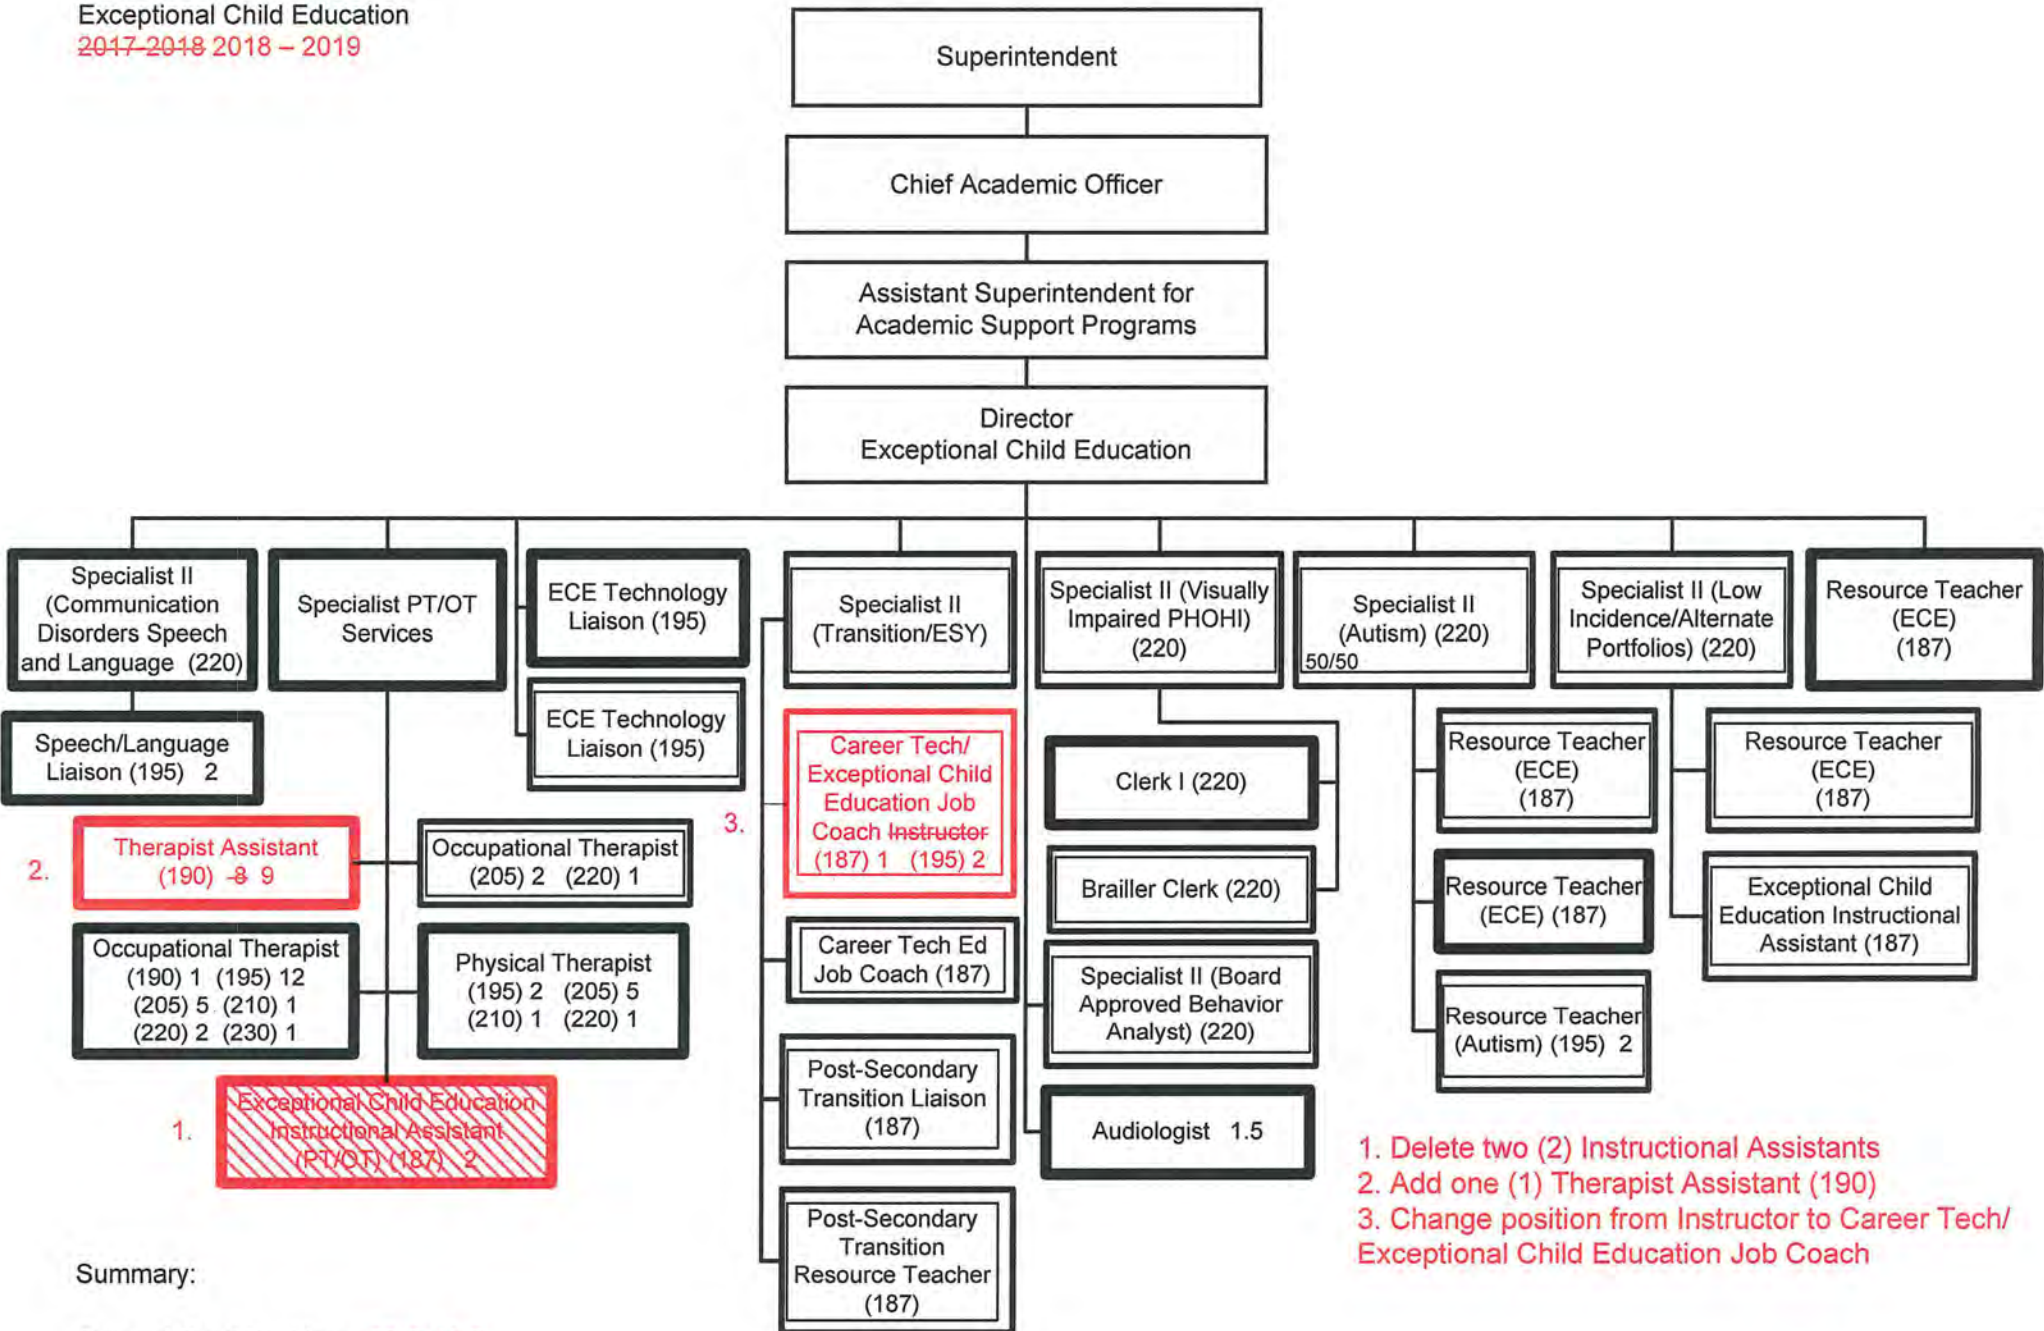 Exceptional Child Education
2017-2018 2018 – 2019
Superintendent
Chief Academic Officer
Assistant Superintendent for
Academic Support Programs
Director
Exceptional Child Education
Specialist II
(Communication
Disorders Speech
and Language (220)
Specialist PT/OT
Services
ECE Technology
Liaison (195)
ECE Technology
Liaison (195)
Specialist II
(Transition/ESY)
Specialist II (Visually
Impaired PHOHI)
(220)
Specialist II
(Autism) (220)
50/50
Specialist II (Low
Incidence/Alternate
Portfolios) (220)
Resource Teacher
(ECE)
(187)
Speech/Language
Liaison (195) 2
2.
Therapist Assistant
(190) 8 9
Occupational Therapist
(205) 2 (220) 1
Occupational Therapist
(190) 1 (195) 12
(205) 5 (210) 1
(220) 2 (230) 1
Physical Therapist
(195) 2 (205) 5
(210) 1 (220) 1
1.
Exceptional Child Education
Instructional Assistant
(PT/OT) (187) 2
3.
Career Tech/
Exceptional Child
Education Job
Coach Instructor
(187) 1 (195) 2
Career Tech Ed
Job Coach (187)
Post-Secondary
Transition Liaison
(187)
Post-Secondary
Transition
Resource Teacher
(187)
Clerk I (220)
Brailler Clerk (220)
Specialist II (Board
Approved Behavior
Analyst) (220)
Audiologist 1.5
Resource Teacher
(ECE)
(187)
Resource Teacher
(ECE) (187)
Resource Teacher
(Autism) (195) 2
Resource Teacher
(ECE)
(187)
Exceptional Child
Education Instructional
Assistant (187)
1. Delete two (2) Instructional Assistants
2. Add one (1) Therapist Assistant (190)
3. Change position from Instructor to Career Tech/
Exceptional Child Education Job Coach
Summary: